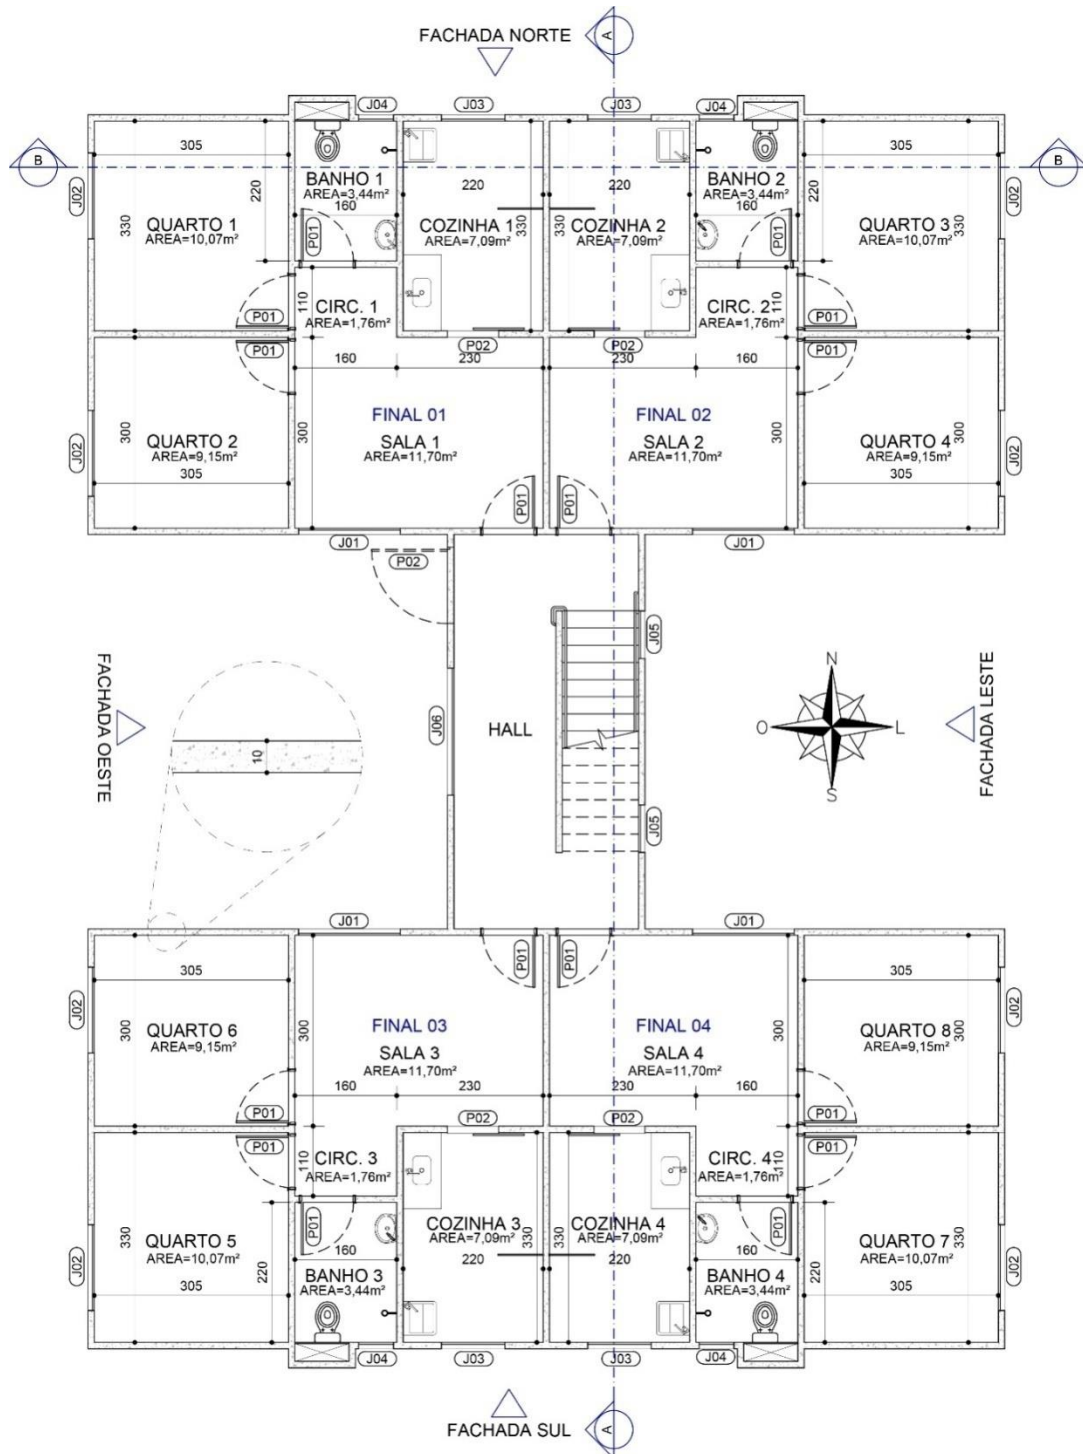 FACHADA NORTE
A
J04
J03
J03
J04
B
B
305
305
J02
J02
220
220
330
330
BANHO 1
AREA=3,44m²
BANHO 2
AREA=3,44m²
220
220
160
160
QUARTO 1
AREA=10,07m²
COZINHA 1
AREA=7,09m²
330
330
COZINHA 2
AREA=7,09m²
QUARTO 3
AREA=10,07m²
P01
P01
CIRC. 1
AREA=1,76m²
110
CIRC. 2
AREA=1,76m²
110
P01
P01
P01
P02
P02
P01
160
230
230
160
FINAL 01
FINAL 02
QUARTO 2
AREA=9,15m²
SALA 1
AREA=11,70m²
SALA 2
AREA=11,70m²
QUARTO 4
AREA=9,15m²
300
300
300
300
J02
J02
305
305
P01
P01
J01
J01
P02
J05
FACHADA OESTE
HALL
J06
N
O
L
S
FACHADA LESTE
10
J05
J01
J01
P01
P01
305
305
J02
J02
FINAL 03
FINAL 04
QUARTO 6
AREA=9,15m²
SALA 3
AREA=11,70m²
SALA 4
AREA=11,70m²
QUARTO 8
AREA=9,15m²
300
300
300
300
160
230
230
160
P01
P02
P02
P01
P01
P01
CIRC. 3
AREA=1,76m²
110
CIRC. 4
AREA=1,76m²
110
P01
P01
QUARTO 5
AREA=10,07m²
COZINHA 3
AREA=7,09m²
330
330
COZINHA 4
AREA=7,09m²
QUARTO 7
AREA=10,07m²
330
330
160
220
220
160
BANHO 3
AREA=3,44m²
BANHO 4
AREA=3,44m²
J02
J02
220
220
305
305
J04
J03
J03
J04
FACHADA SUL
A